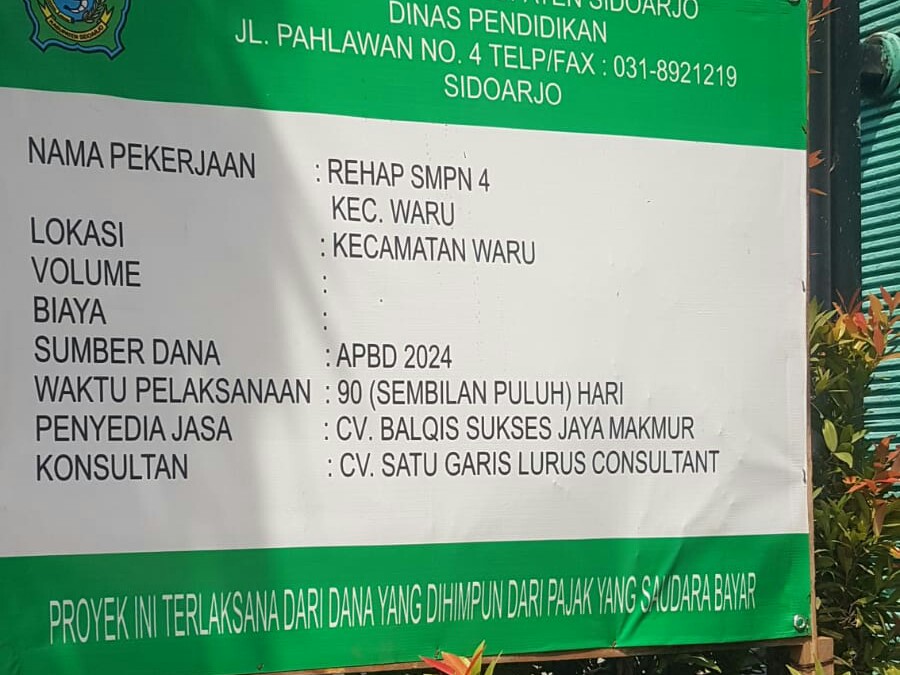 SIDOARJO
DINAS PENDIDIKAN
JL. PAHLAWAN NO. 4 TELP/FAX : 031-8921219
SIDOARJO
NAMA PEKERJAAN : REHAP SMPN 4
KEC. WARU
LOKASI : KECAMATAN WARU
VOLUME :
BIAYA :
SUMBER DANA : APBD 2024
WAKTU PELAKSANAAN : 90 (SEMBILAN PULUH) HARI
PENYEDIA JASA : CV. BALQIS SUKSES JAYA MAKMUR
KONSULTAN : CV. SATU GARIS LURUS CONSULTANT
PROYEK INI TERLAKSANA DARI DANA YANG DIHIMPUN DARI PAJAK YANG SAUDARA BAYAR